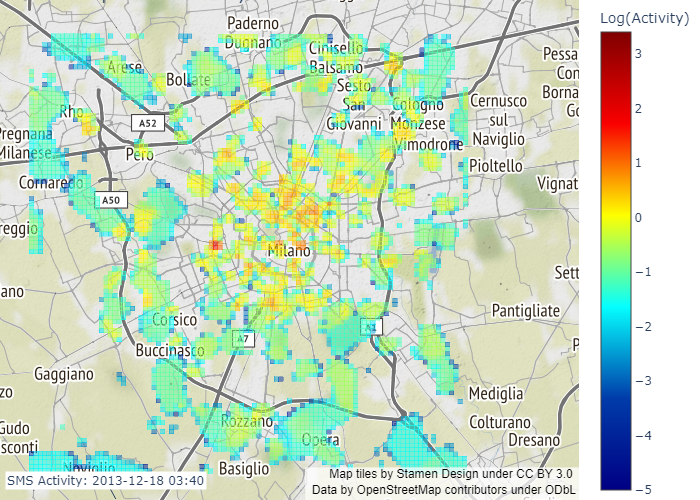 Log(Activity)
Paderno
Dugnano
Cinisello
Balsamo
Arese
Bollate
Sesto
San
Giovanni
Cologno
Monzese
Cernusco
sul
Naviglio
Pessa
Con
Borna
Go
Rho
A52
Pregnana
Milanese
Pero
Vimodrone
Pioltello
Cornaredo
A50
Vignat
reggio
Milano
Sett
ano
Corsico
A7
A1
Pantigliate
Buccinasco
P
Gaggiano
zo
Mediglia
Gudo
sconti
Rozzano
Opera
Colturano
Dresano
Noviglio
Basiglio
SMS Activity: 2013-12-18 03:40
Map tiles by Stamen Design under CC BY 3.0
Data by OpenStreetMap contributors under ODbL
3
2
1
0
−1
−2
−3
−4
−5